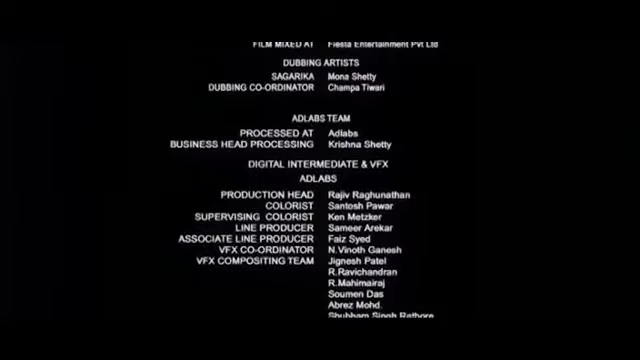 FILM MIXED AT Fiesta Entertainment Pvt Ltd
DUBBING ARTISTS
SAGARIKA Mona Shetty
DUBBING CO-ORDINATOR Champa Tiwari
ADLABS TEAM
PROCESSED AT Adlabs
BUSINESS HEAD PROCESSING Krishna Shetty
DIGITAL INTERMEDIATE & VFX
ADLABS
PRODUCTION HEAD Rajiv Raghunathan
COLORIST Santosh Pawar
SUPERVISING COLORIST Ken Metzker
LINE PRODUCER Sameer Arekar
ASSOCIATE LINE PRODUCER Faiz Syed
VFX CO-ORDINATOR N.Vinoth Ganesh
VFX COMPOSITING TEAM Jignesh Patel
R.Ravichandran
R.Mahimairaj
Soumen Das
Abrez Mohd.
Shubham Singh Rathore